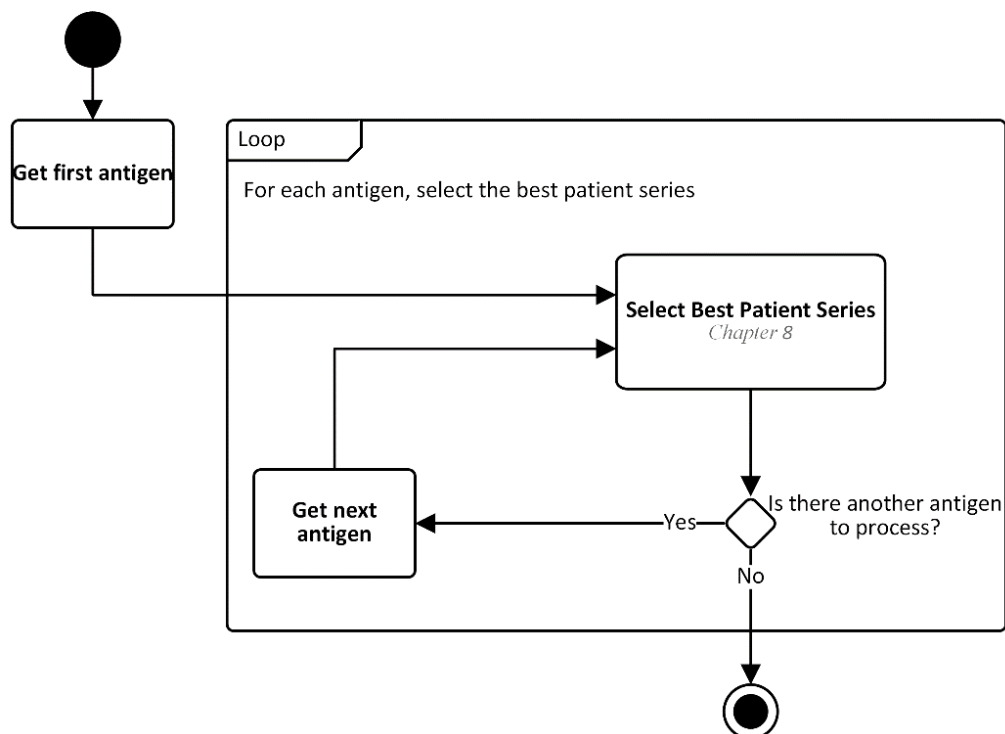 Get first antigen
Loop
For each antigen, select the best patient series
Select Best Patient Series
Chapter 8
Get next
antigen
Yes
Is there another antigen
to process?
No